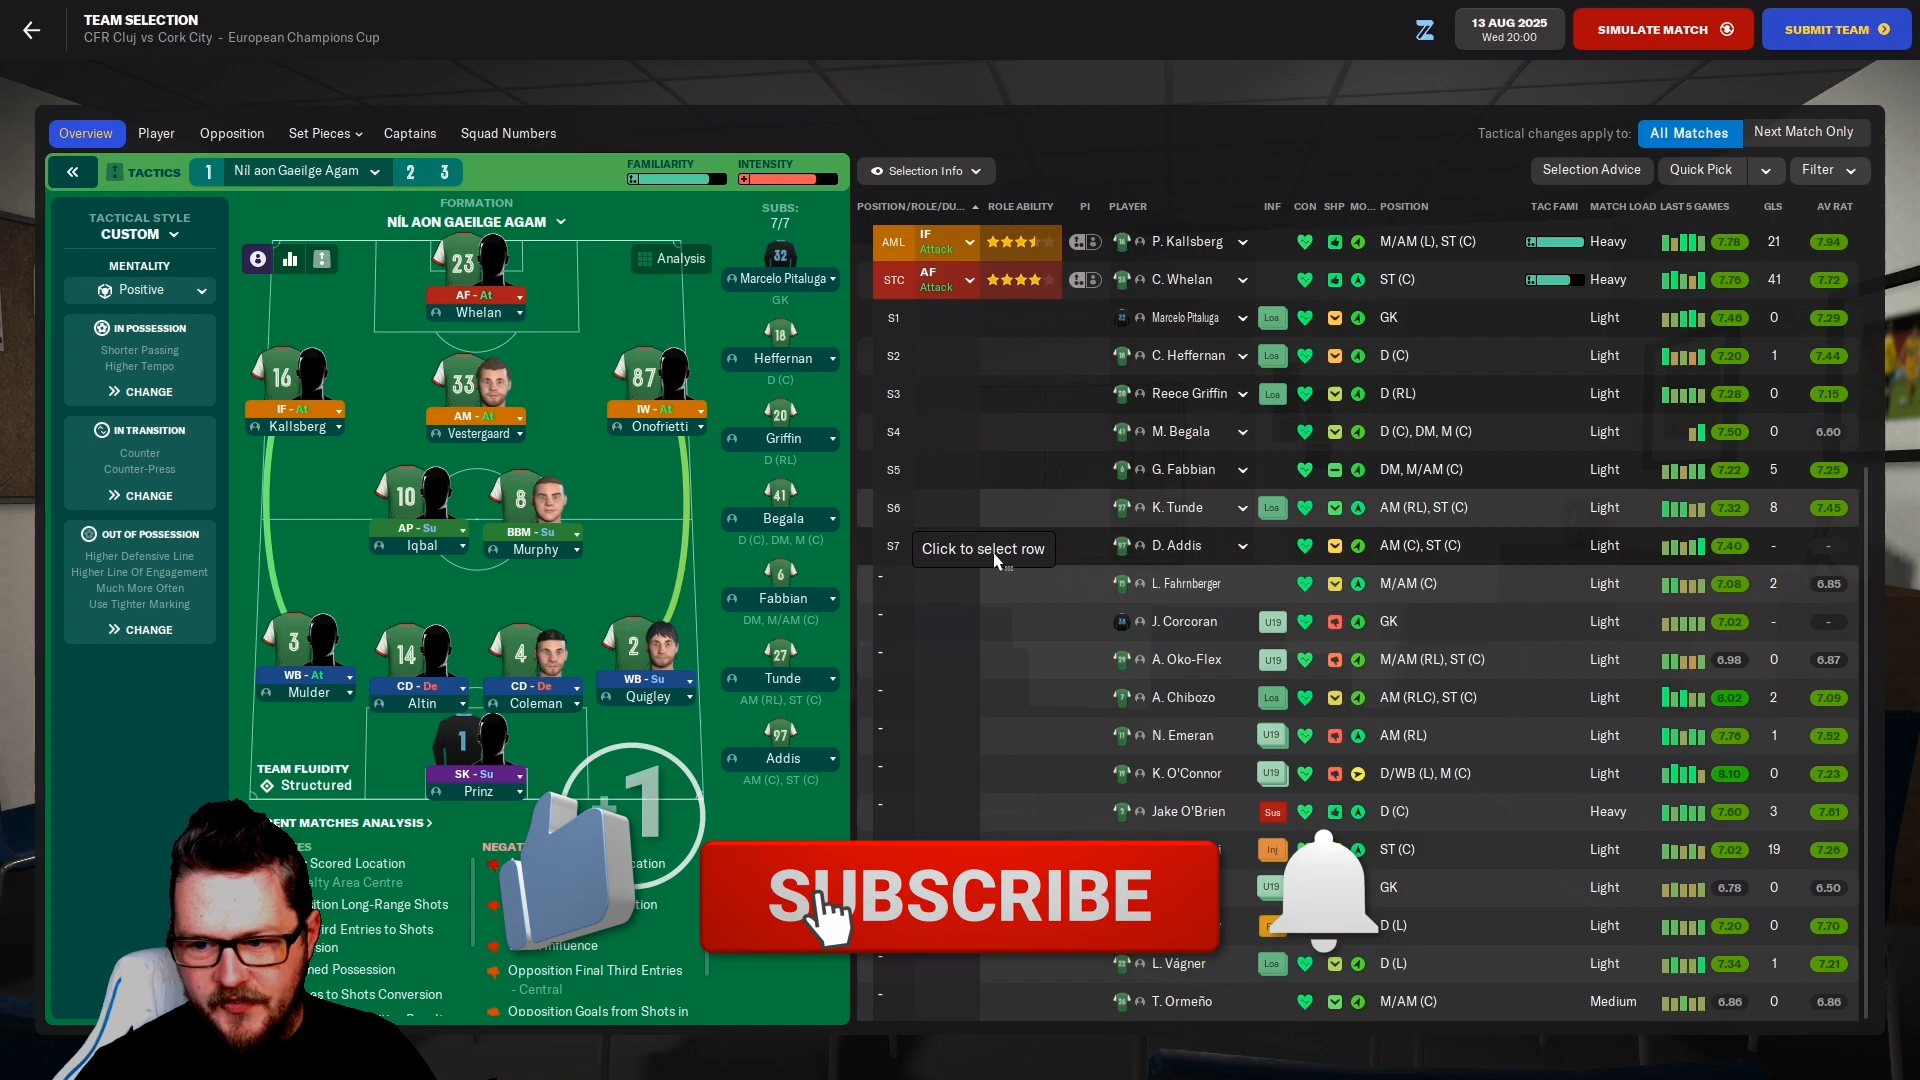 TEAM SELECTION
CFR Cluj vs Cork City - European Champions Cup
13 AUG 2025
Wed 20:00
SIMULATE MATCH
SUBMIT TEAM
Overview Player Opposition Set Pieces Captains Squad Numbers
Tactical changes apply to: All Matches Next Match Only
TACTICS 1 Níl aon Gaeilge Agam 2 3
FAMILIARITY INTENSITY
Selection Info
Selection Advice Quick Pick Filter
TACTICAL STYLE
CUSTOM
MENTALITY
Positive
IN POSSESSION
Shorter Passing
Higher Tempo
CHANGE
IN TRANSITION
Counter
Counter-Press
CHANGE
OUT OF POSSESSION
Higher Defensive Line
Higher Line Of Engagement
Much More Often
Use Tighter Marking
CHANGE
FORMATION
NÍL AON GAEILGE AGAM
Analysis
23
AF - At
Whelan
16
IF - At
Kallsberg
33
AM - At
Vestergaard
87
IW - At
Onofrietti
10
AP - Su
Iqbal
8
BBM - Su
Murphy
3
WB - At
Mulder
14
CD - De
Altin
4
CD - De
Coleman
2
WB - Su
Quigley
1
SK - Su
Prinz
TEAM FLUIDITY
Structured
SUBS:
7/7
32
Marcelo Pitaluga
GK
18
Heffernan
D (C)
20
Griffin
D (RL)
41
Begala
D (C), DM, M (C)
6
Fabbian
DM, M/AM (C)
27
Tunde
AM (RL), ST (C)
97
Addis
AM (C), ST (C)
ENT MATCHES ANALYSIS
ES
Scored Location
alty Area Centre
ition Long-Range Shots
ird Entries to Shots
sion
ned Possession
es to Shots Conversion
NEGAT
cation
tion
Influence
Opposition Final Third Entries
- Central
Opposition Goals from Shots in
+1
SUBSCRIBE
POSITION/ROLE/DU... ROLE ABILITY PI PLAYER INF CON SHP MO... POSITION TAC FAMI MATCH LOAD LAST 5 GAMES GLS AV RAT
AML IF Attack P. Kallsberg M/AM (L), ST (C) Heavy 7.78 21 7.94
STC AF Attack C. Whelan ST (C) Heavy 7.76 41 7.72
S1 Marcelo Pitaluga Loa GK Light 7.46 0 7.29
S2 C. Heffernan Loa D (C) Light 7.20 1 7.44
S3 Reece Griffin Loa D (RL) Light 7.28 0 7.15
S4 M. Begala D (C), DM, M (C) Light 7.50 0 6.60
S5 G. Fabbian DM, M/AM (C) Light 7.22 5 7.25
S6 K. Tunde Loa AM (RL), ST (C) Light 7.32 8 7.45
S7 D. Addis AM (C), ST (C) Light 7.40 - -
Click to select row
- L. Fahrnberger M/AM (C) Light 7.08 2 6.85
- J. Corcoran U19 GK Light 7.02 - -
- A. Oko-Flex U19 M/AM (RL), ST (C) Light 6.98 0 6.87
- A. Chibozo Loa AM (RLC), ST (C) Light 8.02 2 7.09
- N. Emeran U19 AM (RL) Light 7.76 1 7.52
- K. O'Connor U19 D/WB (L), M (C) Light 8.10 0 7.23
- Jake O'Brien Sus D (C) Heavy 7.60 3 7.61
Inj ST (C) Light 7.02 19 7.26
U19 GK Light 6.78 0 6.50
D (L) Light 7.20 0 7.70
- L. Vágner Loa D (L) Light 7.34 1 7.21
- T. Ormeño M/AM (C) Medium 6.86 0 6.86